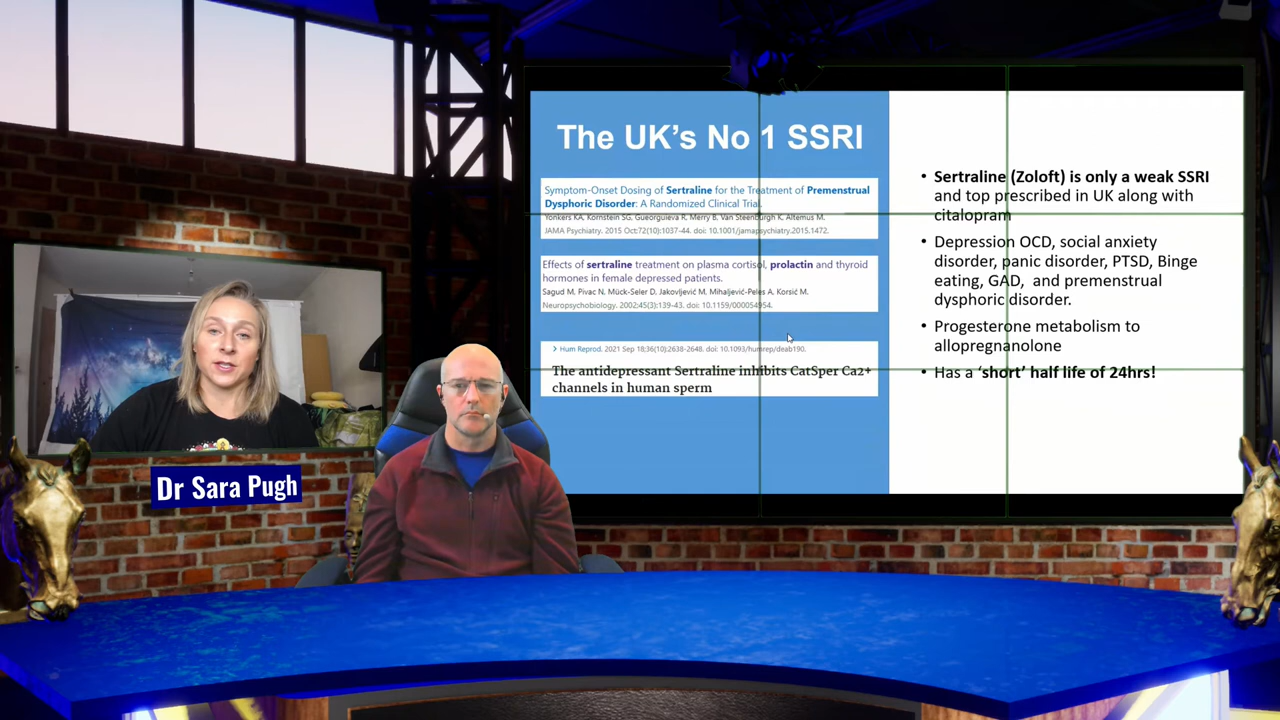 The UK's No 1 SSRI
Symptom-Onset Dosing of Sertraline for the Treatment of Premenstrual
Dysphoric Disorder: A Randomized Clinical Trial.
Yonkers KA, Kornstein SG, Gueorguieva R, Merry B, Van Steenburgh K, Altemus M.
JAMA Psychiatry. 2015 Oct;72(10):1037-44. doi: 10.1001/jamapsychiatry.2015.1472.
Effects of sertraline treatment on plasma cortisol, prolactin and thyroid
hormones in female depressed patients.
Sagud M, Pivac N, Mück-Seler D, Jakovljević M, Mihaljević-Peles A, Korsić M.
Neuropsychobiology. 2002;45(3):139-43. doi: 10.1159/000054954.
> Hum Reprod. 2021 Sep 18;36(10):2638-2648. doi: 10.1093/humrep/deab190.
The antidepressant Sertraline inhibits CatSper Ca2+
channels in human sperm
• Sertraline (Zoloft) is only a weak SSRI
and top prescribed in UK along with
citalopram
• Depression OCD, social anxiety
disorder, panic disorder, PTSD, Binge
eating, GAD, and premenstrual
dysphoric disorder.
• Progesterone metabolism to
allopregnanolone
• Has a 'short' half life of 24hrs!
Dr Sara Pugh